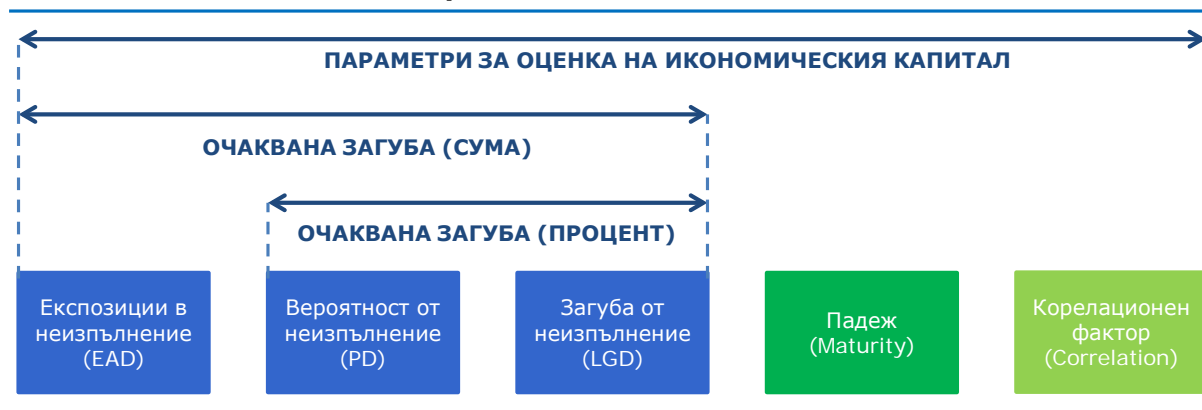 ПАРАМЕТРИ ЗА ОЦЕНКА НА ИКОНОМИЧЕСКИЯ КАПИТАЛ
ОЧАКВАНА ЗАГУБА (СУМА)
ОЧАКВАНА ЗАГУБА (ПРОЦЕНТ)
Експозиции в
неизпълнение
(EAD)
Вероятност от
неизпълнение
(PD)
Загуба от
неизпълнение
(LGD)
Падеж
(Maturity)
Корелационен
фактор
(Correlation)